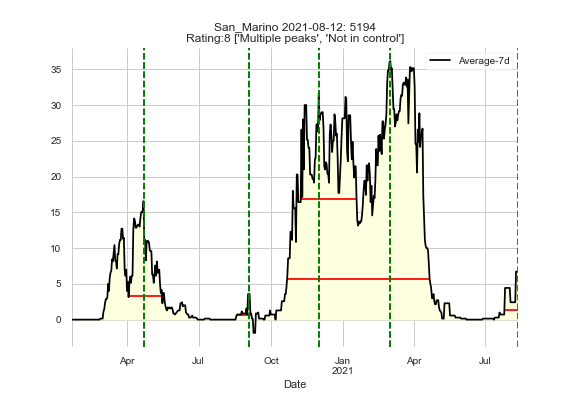 San_Marino 2021-08-12: 5194
Rating:8 ['Multiple peaks', 'Not in control']
Average-7d
35
30
25
20
15
10
5
0
Apr
Jul
Oct
Jan
2021
Apr
Jul
Date